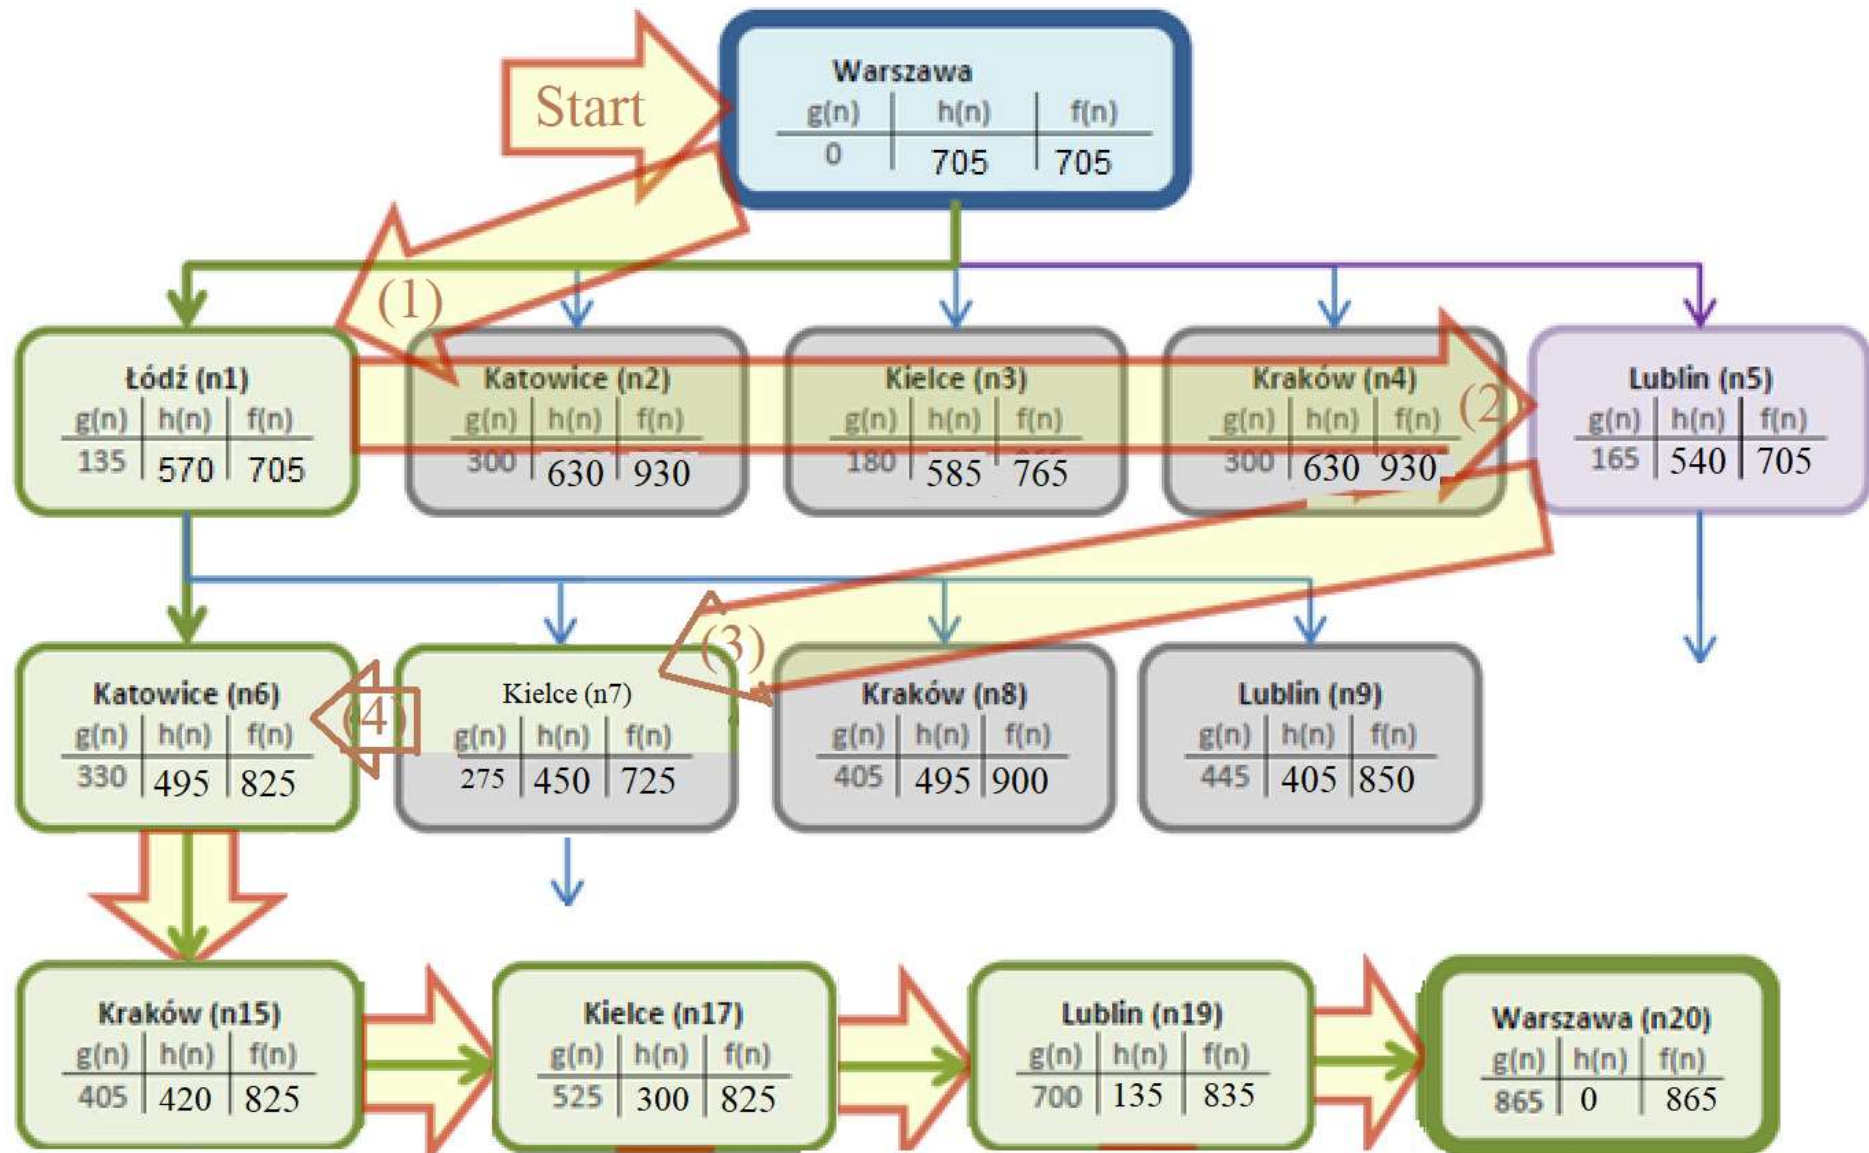 Start
Warszawa
g(n) h(n) f(n)
0 705 705
(1)
Łódź (n1)
g(n) h(n) f(n)
135 570 705
Katowice (n2)
g(n) h(n) f(n)
300 630 930
Kielce (n3)
g(n) h(n) f(n)
180 585 765
Kraków (n4)
g(n) h(n) f(n)
300 630 930
(2
Lublin (n5)
g(n) h(n) f(n)
165 540 705
(3)
Katowice (n6)
g(n) h(n) f(n)
330 495 825
(4)
Kielce (n7)
g(n) h(n) f(n)
275 450 725
Kraków (n8)
g(n) h(n) f(n)
405 495 900
Lublin (n9)
g(n) h(n) f(n)
445 405 850
Kraków (n15)
g(n) h(n) f(n)
405 420 825
Kielce (n17)
g(n) h(n) f(n)
525 300 825
Lublin (n19)
g(n) h(n) f(n)
700 135 835
Warszawa (n20)
g(n) h(n) f(n)
865 0 865